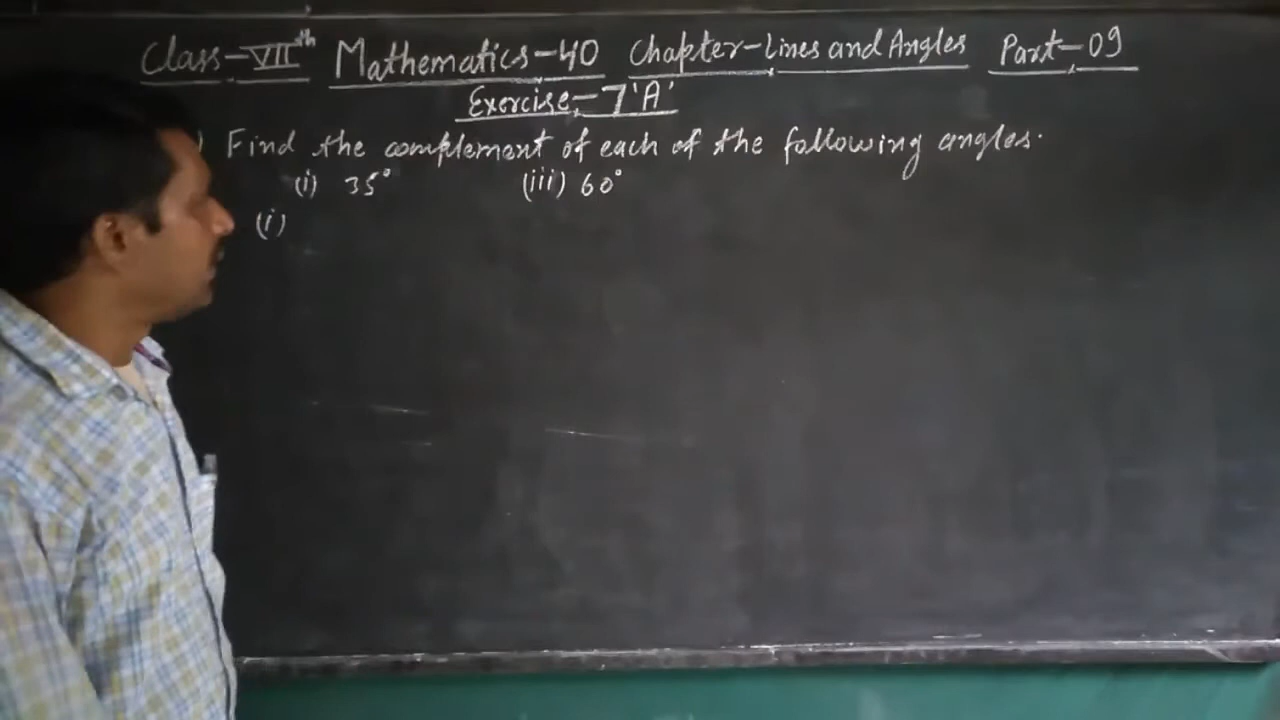 Class-VIIth Mathematics-40 Chapter-Lines and Angles Part-09
Exercise-7'A'
) Find the complement of each of the following angles.
(i) 35° (iii) 60°
(i)